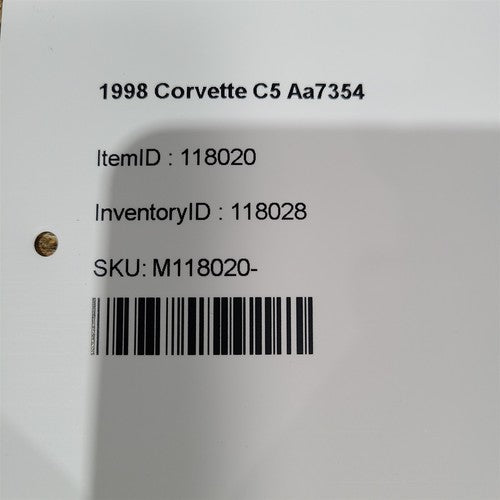 1998 Corvette C5 Aa7354
ItemID : 118020
InventoryID : 118028
SKU: M118020-